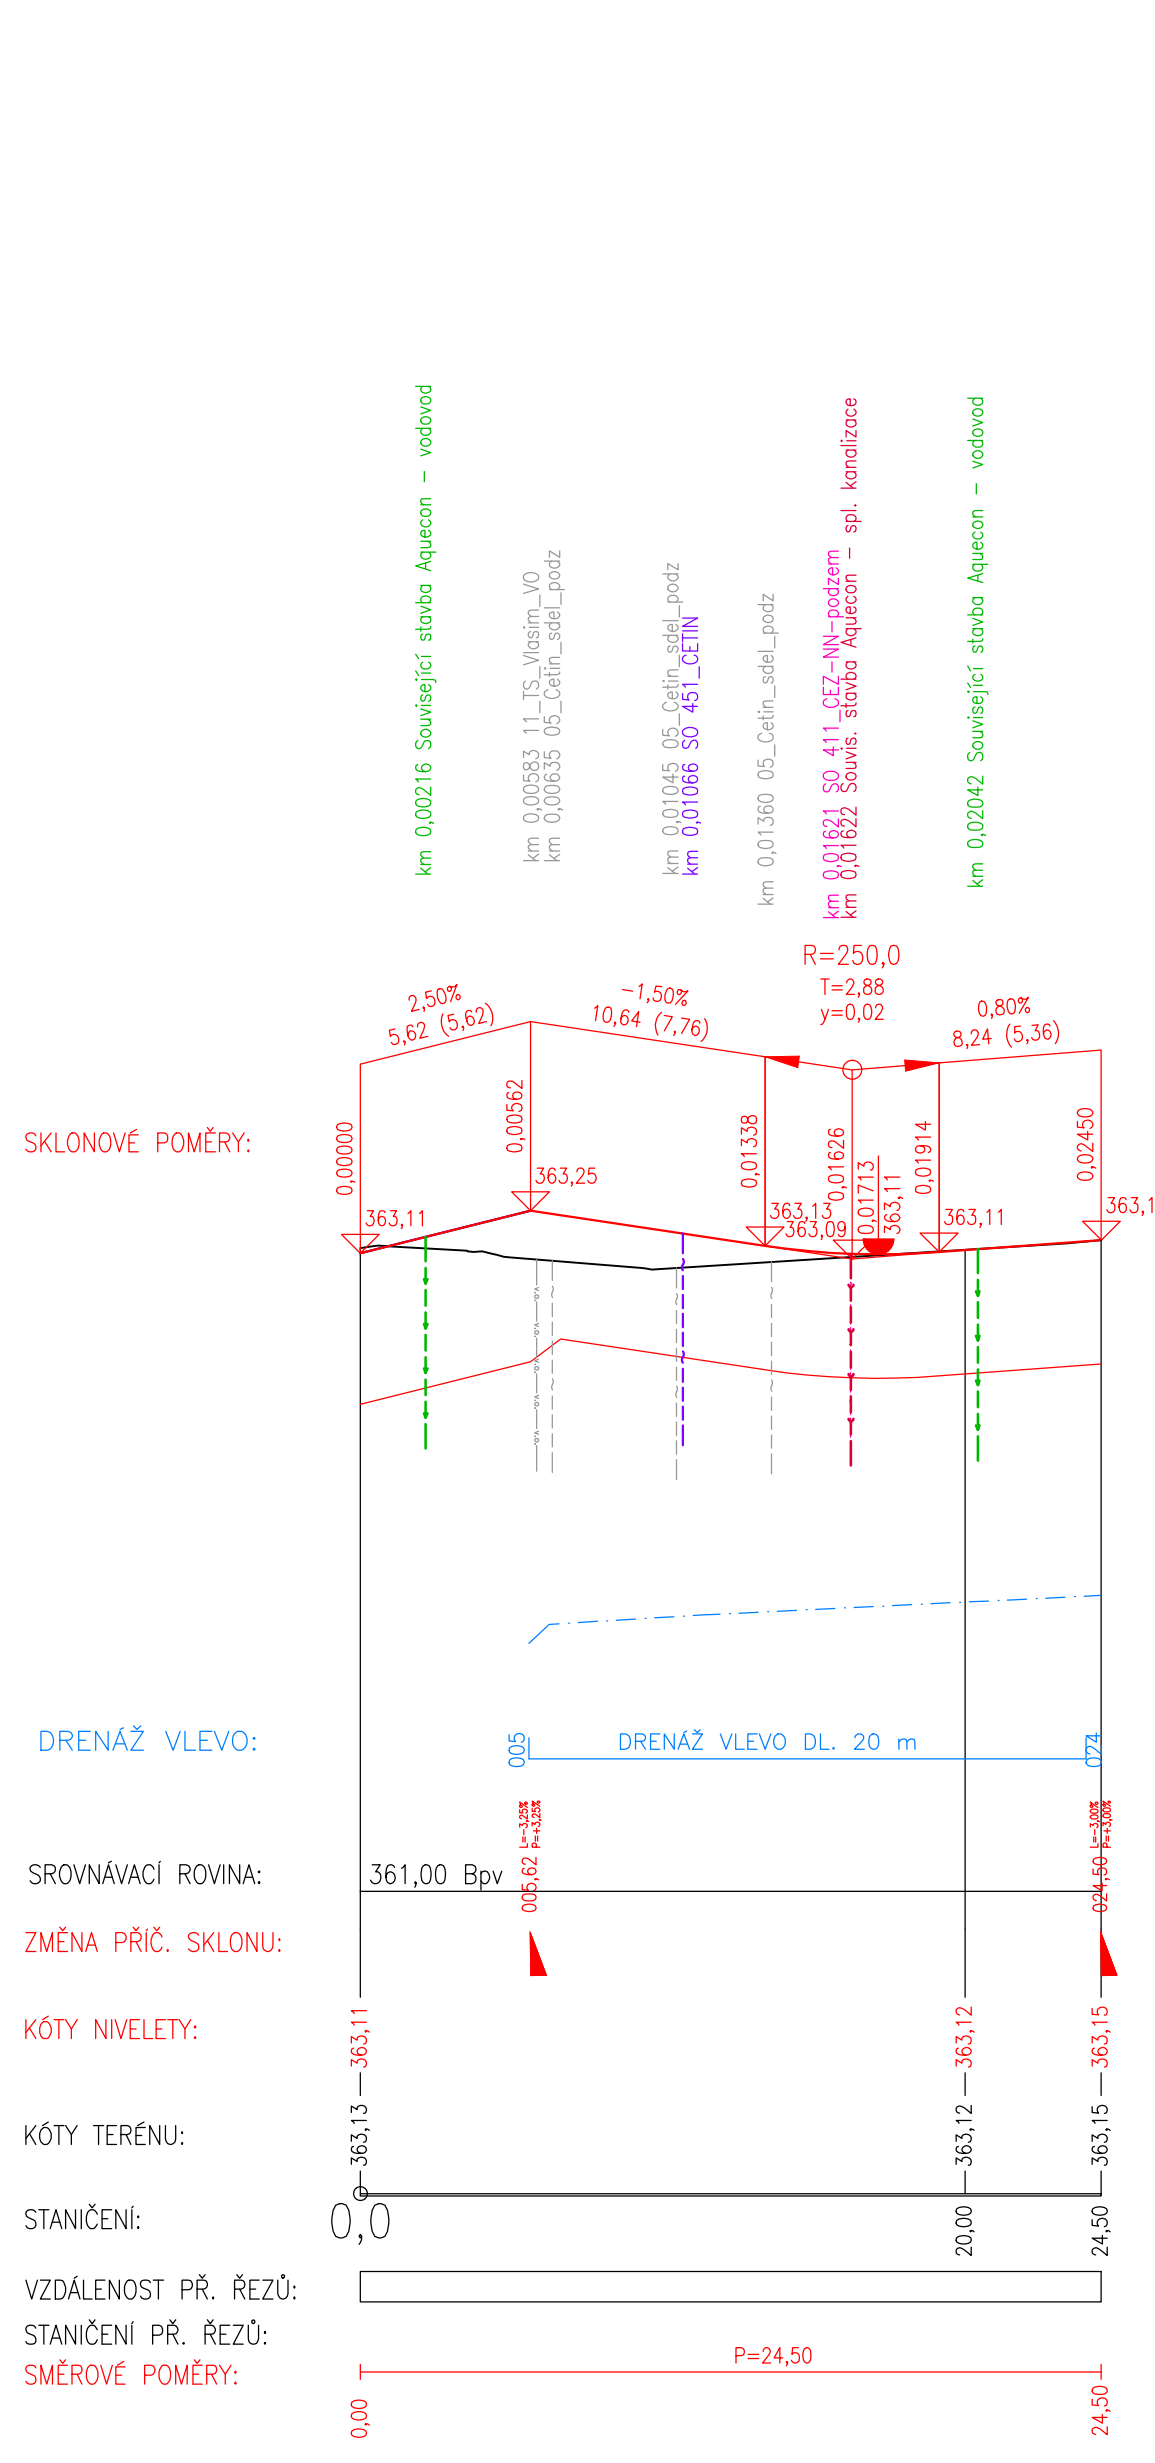 km 0,00216 Související stavba Aquecon - vodovod
km 0,00583 11_TS_Vlasim_VO
km 0,00635 05_Cetin_sdel_podz
km 0,01045 05_Cetin_sdel_podz
km 0,01066 SO 451_CETIN
km 0,01360 05_Cetin_sdel_podz
km 0,01621 SO 411_CEZ-NN-podzem
km 0,01622 Souvis. stavba Aquecon - spl. kanalizace
km 0,02042 Související stavba Aquecon - vodovod
R=250,0
T=2,88
y=0,02
2,50%
5,62 (5,62)
-1,50%
10,64 (7,76)
0,80%
8,24 (5,36)
SKLONOVÉ POMĚRY:
0,00000
363,11
0,00562
363,25
0,01338
363,13
0,01626
363,09
0,01713
363,11
0,01914
363,11
0,02450
363,1
v.o.
v.o.
v.o.
v.o.
v.o.
DRENÁŽ VLEVO:
005
DRENÁŽ VLEVO DL. 20 m
024
SROVNÁVACÍ ROVINA:
361,00 Bpv
ZMĚNA PŘÍČ. SKLONU:
005,62
L=-3,25%
P=+3,25%
024,50
L=-3,00%
P=+3,00%
KÓTY NIVELETY:
363,11
363,12
363,15
KÓTY TERÉNU:
363,13
363,12
363,15
STANIČENÍ:
0,0
20,00
24,50
VZDÁLENOST PŘ. ŘEZŮ:
STANIČENÍ PŘ. ŘEZŮ:
SMĚROVÉ POMĚRY:
P=24,50
0,00
24,50